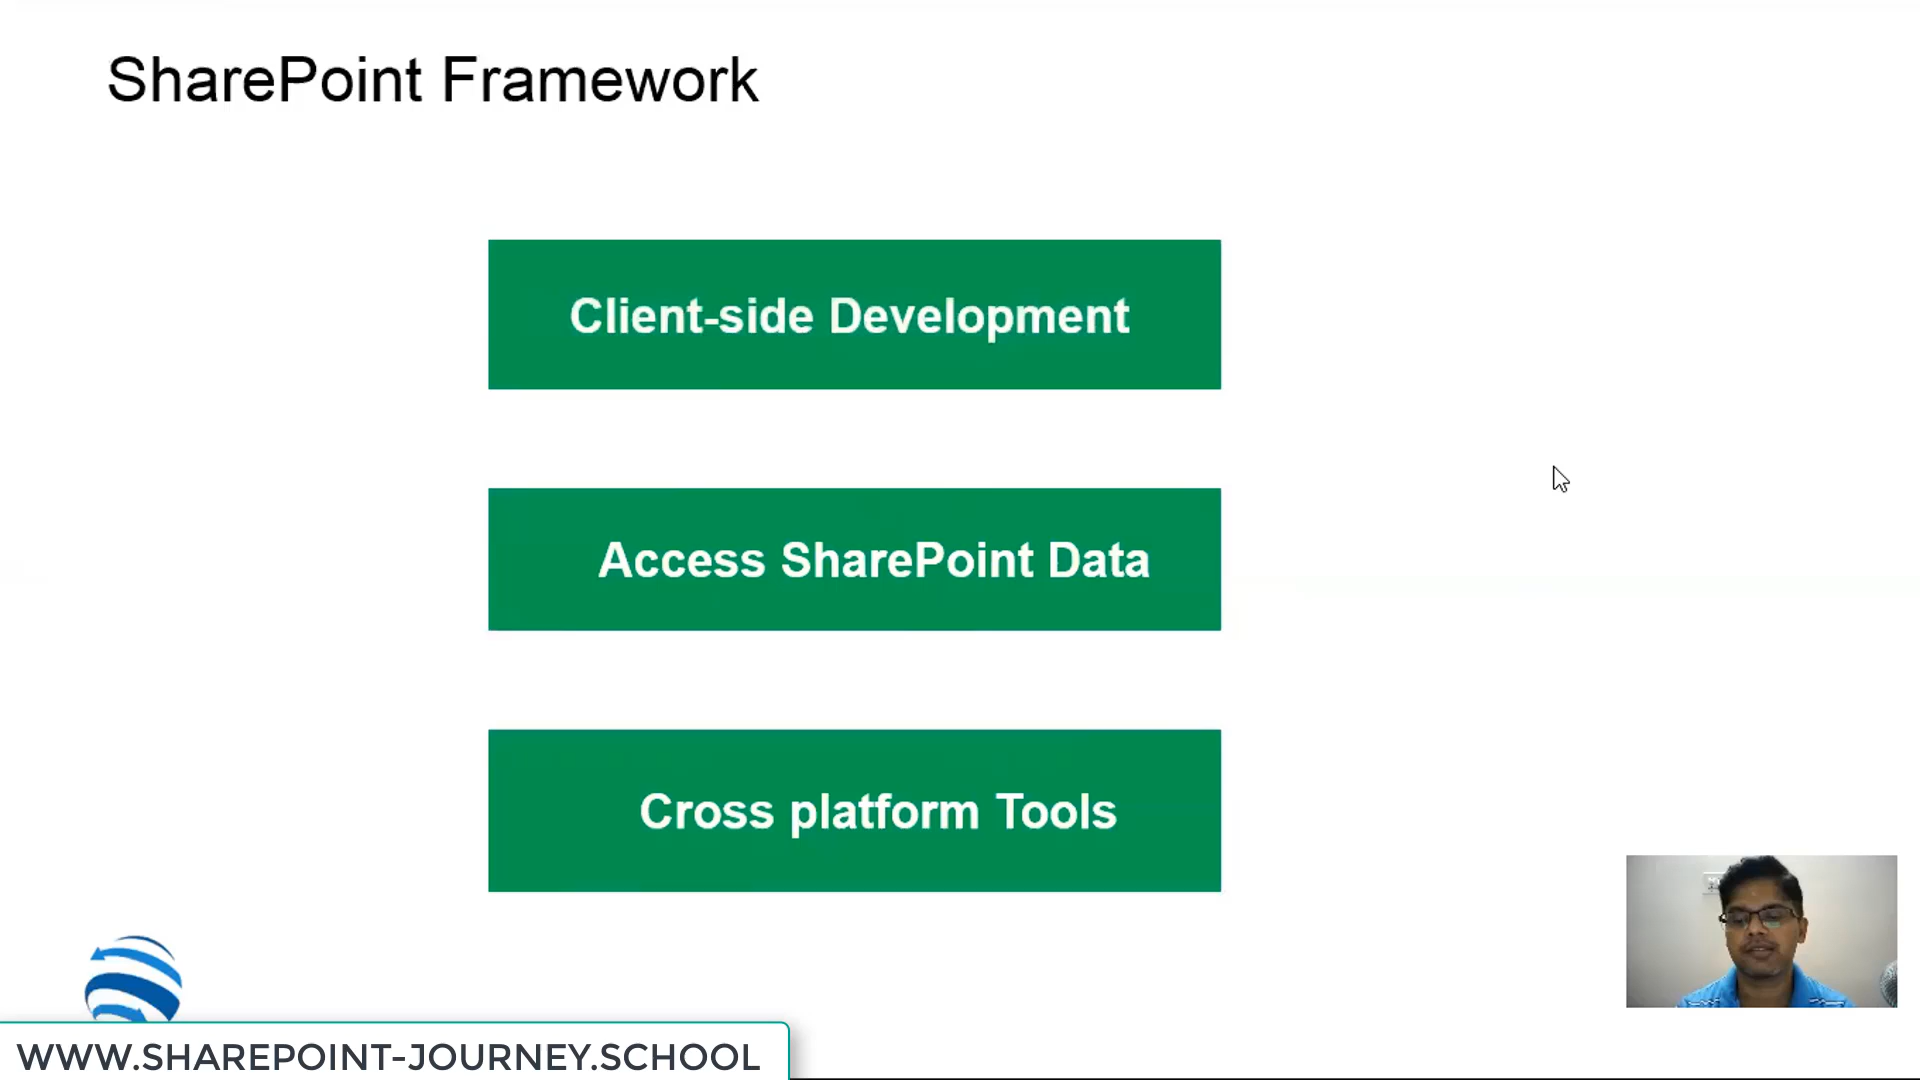 SharePoint Framework
Client-side Development
Access SharePoint Data
Cross platform Tools
WWW.SHAREPOINT-JOURNEY.SCHOOL